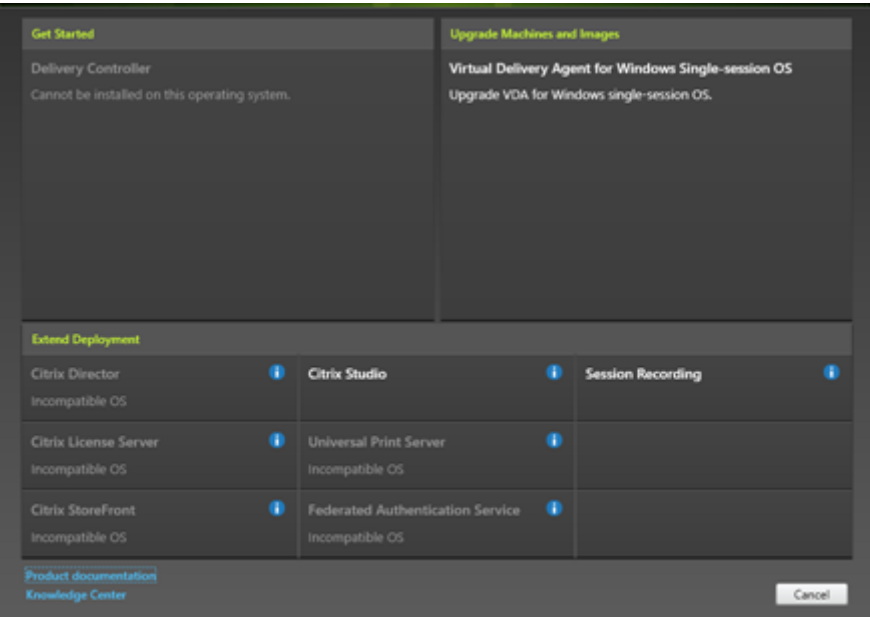 Get Started
Delivery Controller
Cannot be installed on this operating system.
Upgrade Machines and Images
Virtual Delivery Agent for Windows Single-session OS
Upgrade VDA for Windows single-session OS.
Extend Deployment
Citrix Director
Incompatible OS
Citrix Studio
Session Recording
Citrix License Server
Incompatible OS
Universal Print Server
Incompatible OS
Citrix StoreFront
Incompatible OS
Federated Authentication Service
Incompatible OS
Product documentation
Knowledge Center
Cancel